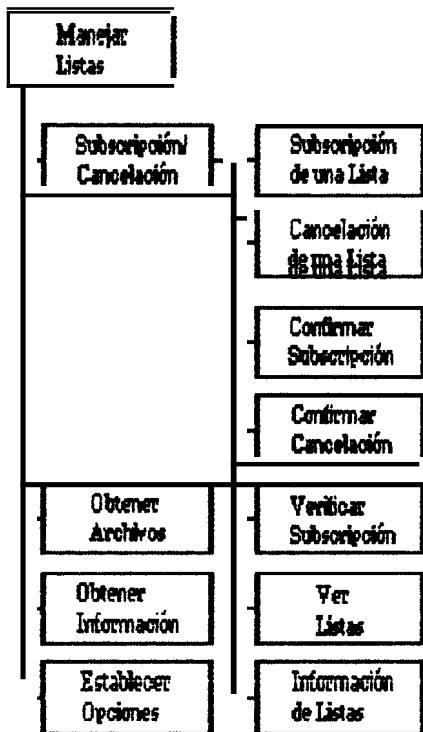 Manejar
Listas
Subscripción/
Cancelación
Subscripción
de una Lista
Cancelación
de una Lista
Confirmar
Subscripción
Confirmar
Cancelación
Obtener
Archivos
Verificar
Subscripción
Obtener
Información
Ver
Listas
Establecer
Opciones
Información
de Listas